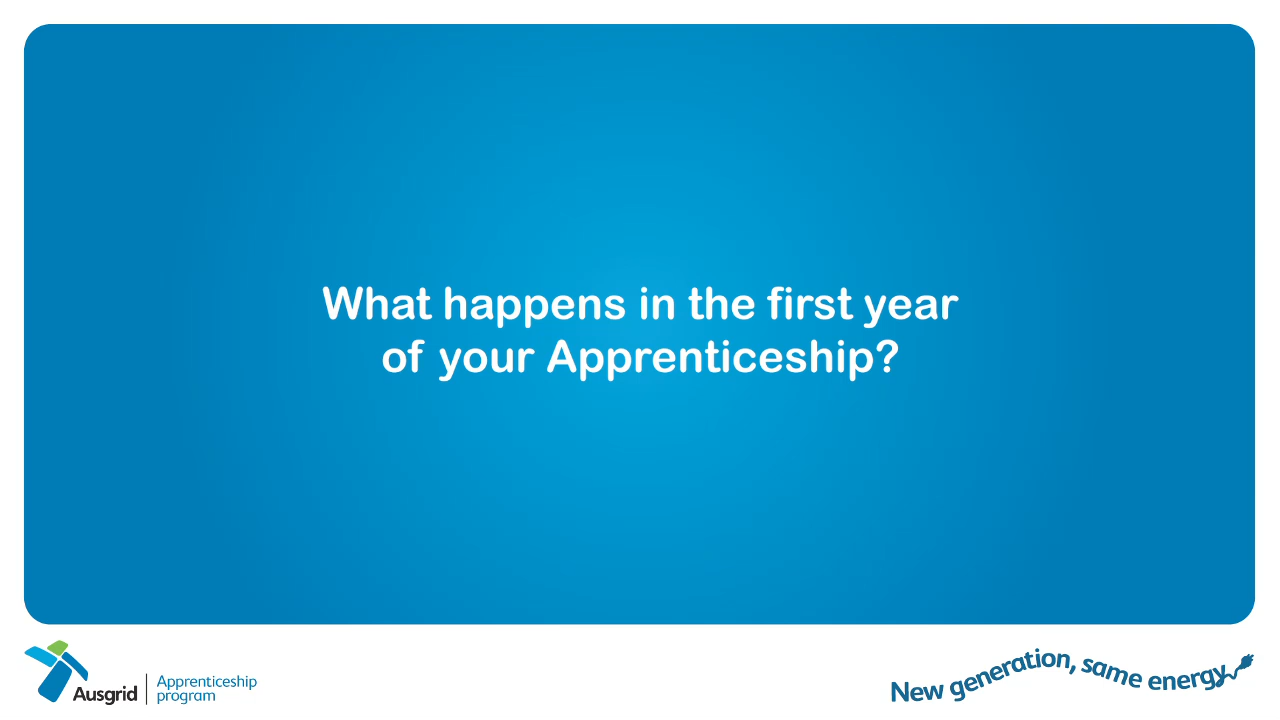 What happens in the first year
of your Apprenticeship?
Ausgrid
Apprenticeship
program
New generation, same energy